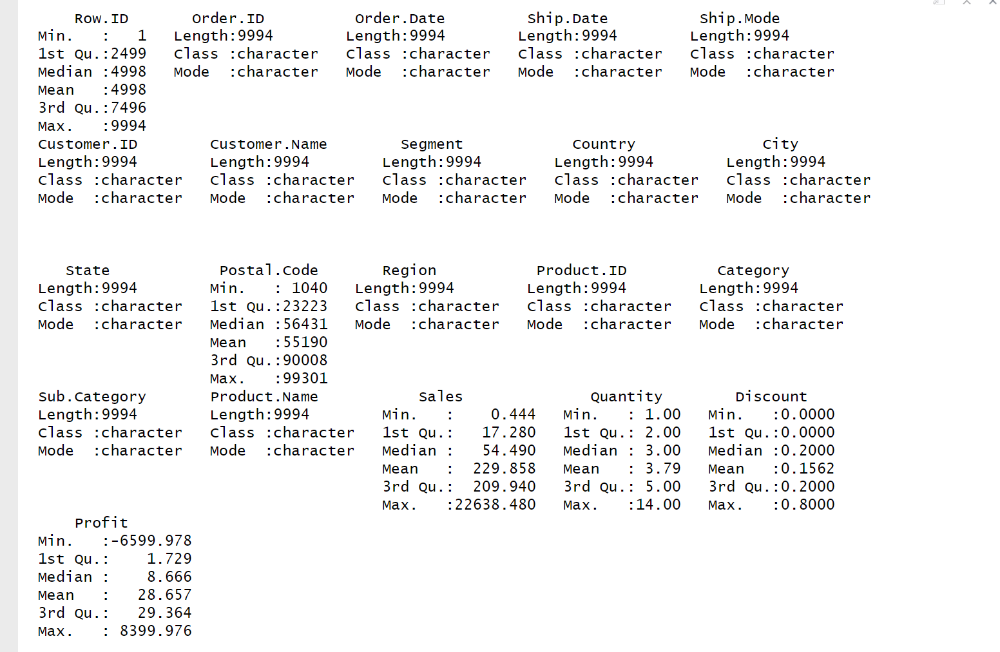 Row.ID       Order.ID          Order.Date         Ship.Date          Ship.Mode
Min.   :   1   Length:9994        Length:9994        Length:9994        Length:9994
1st Qu.:2499   Class :character   Class :character   Class :character   Class :character
Median :4998   Mode  :character   Mode  :character   Mode  :character   Mode  :character
Mean   :4998
3rd Qu.:7496
Max.   :9994
Customer.ID        Customer.Name        Segment            Country              City
Length:9994        Length:9994        Length:9994        Length:9994        Length:9994
Class :character   Class :character   Class :character   Class :character   Class :character
Mode  :character   Mode  :character   Mode  :character   Mode  :character   Mode  :character
   State            Postal.Code       Region           Product.ID          Category
Length:9994        Min.   : 1040   Length:9994        Length:9994        Length:9994
Class :character   1st Qu.:23223   Class :character   Class :character   Class :character
Mode  :character   Median :56431   Mode  :character   Mode  :character   Mode  :character
                   Mean   :55190
                   3rd Qu.:90008
                   Max.   :99301
Sub.Category       Product.Name           Sales              Quantity        Discount
Length:9994        Length:9994        Min.   :    0.444   Min.   : 1.00   Min.   :0.0000
Class :character   Class :character   1st Qu.:   17.280   1st Qu.: 2.00   1st Qu.:0.0000
Mode  :character   Mode  :character   Median :   54.490   Median : 3.00   Median :0.2000
                                      Mean   :  229.858   Mean   : 3.79   Mean   :0.1562
                                      3rd Qu.:  209.940   3rd Qu.: 5.00   3rd Qu.:0.2000
                                      Max.   :22638.480   Max.   :14.00   Max.   :0.8000
    Profit
Min.   :-6599.978
1st Qu.:    1.729
Median :    8.666
Mean   :   28.657
3rd Qu.:   29.364
Max.   : 8399.976